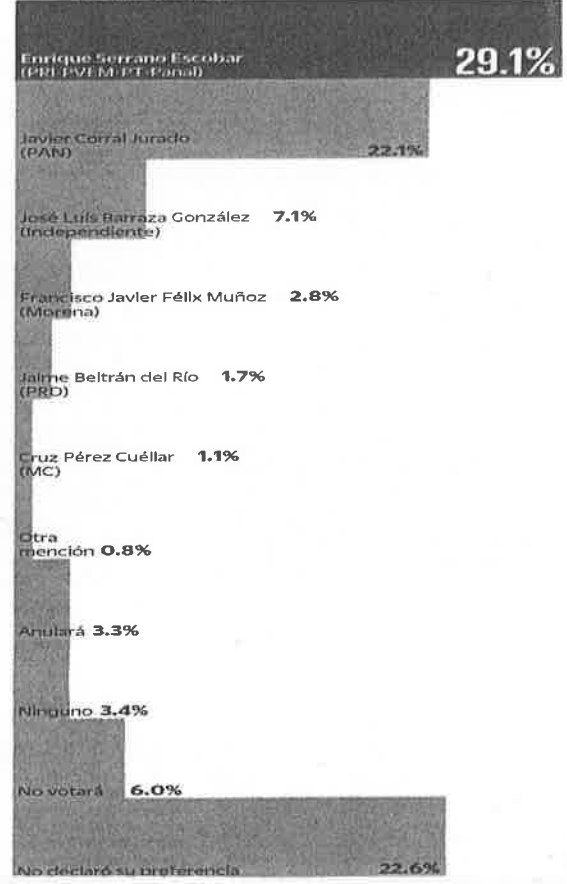 Enrique Serrano Escobar
(PRI-PVEM-PT-Panal) 29.1%
Javier Corral Jurado
(PAN) 22.1%
José Luís Barraza González 7.1%
(Independiente)
Francisco Javier Félix Muñoz 2.8%
(Morena)
Jaime Beltrán del Río 1.7%
(PRD)
Cruz Pérez Cuéllar 1.1%
(MC)
Otra
mención 0.8%
Anulará 3.3%
Ninguno 3.4%
No votará 6.0%
No declaró su preferencia 22.6%